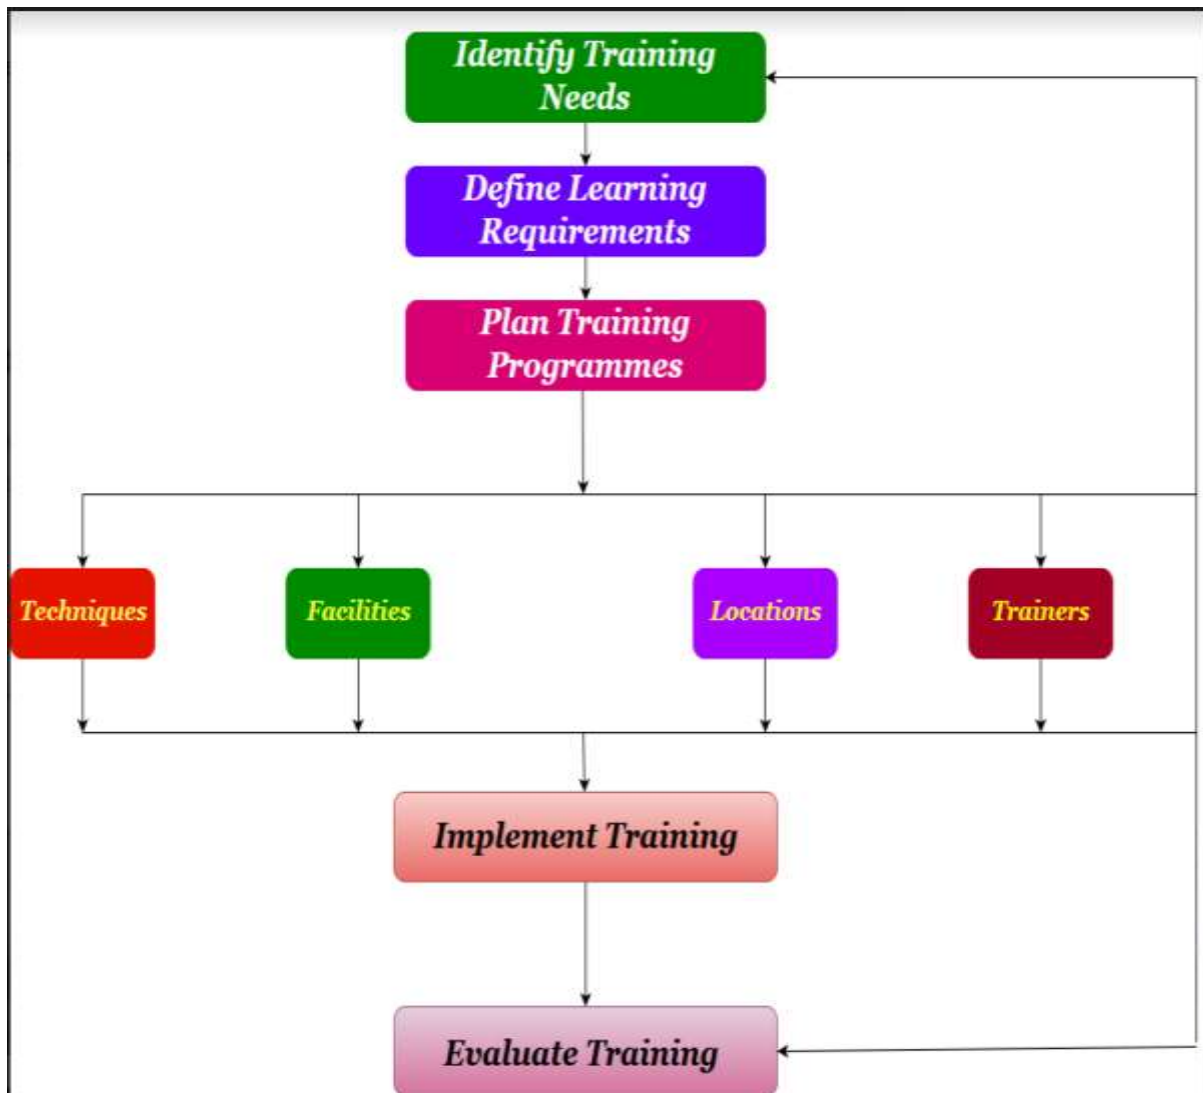 Identify Training
Needs
Define Learning
Requirements
Plan Training
Programmes
Techniques
Facilities
Locations
Trainers
Implement Training
Evaluate Training